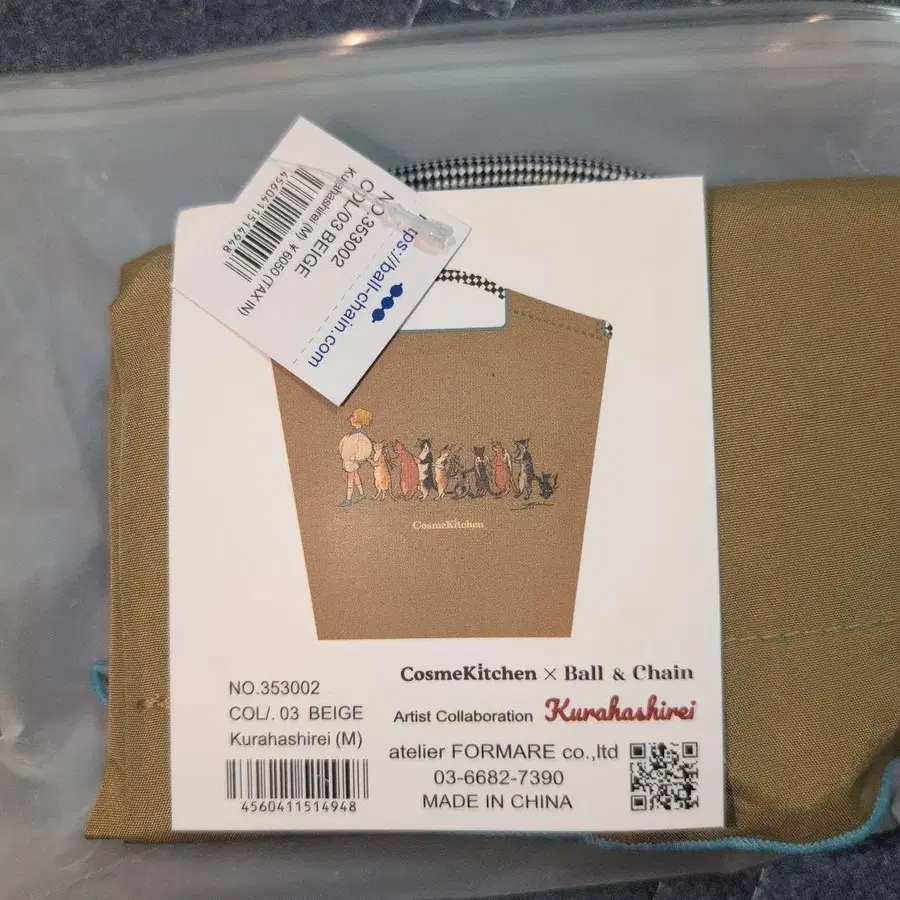 NO.353002
COL/.03 BEIGE
Kurahashirei (M) ¥6050 (TAX IN)
4560411514948
ps://ball-chain.com
CosmeKitchen
CosmeKitchen × Ball & Chain
Artist Collaboration Kurahashirei
NO.353002
COL/. 03 BEIGE
Kurahashirei (M)
4560411514948
atelier FORMARE co.,ltd
03-6682-7390
MADE IN CHINA